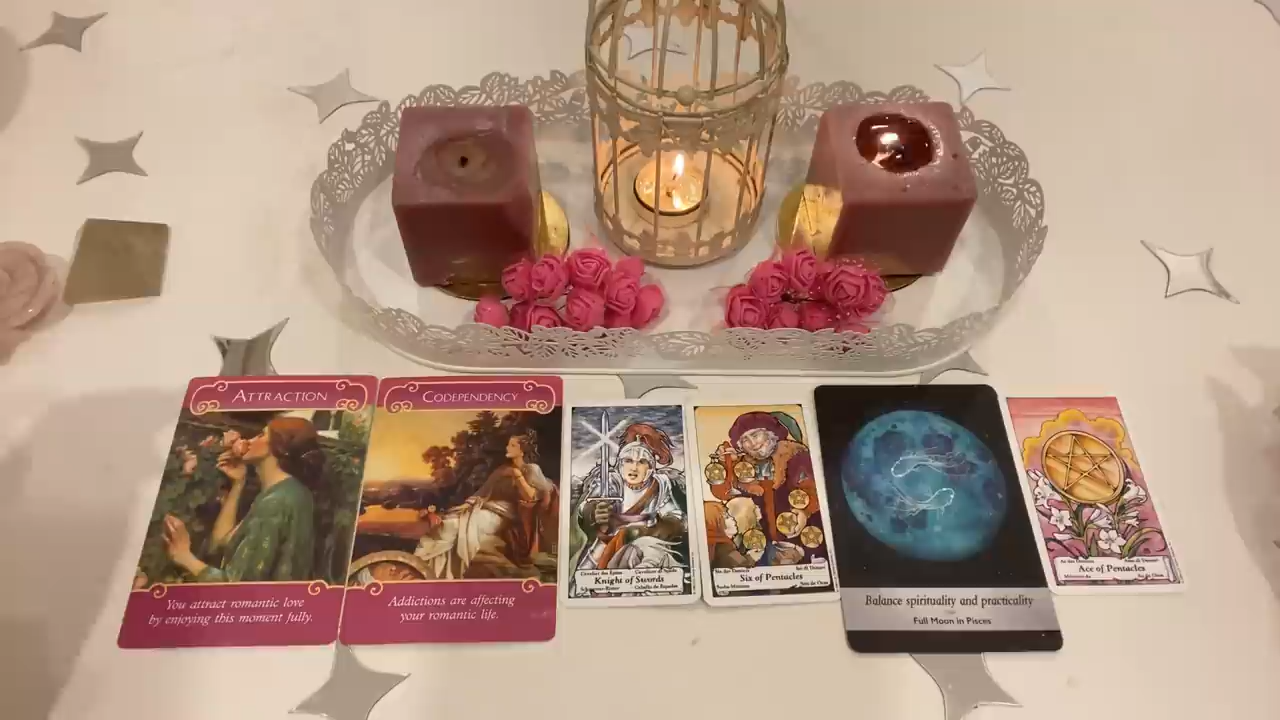 ATTRACTION
You attract romantic love
by enjoying this moment fully.
CODEPENDENCY
Addictions are affecting
your romantic life.
Knight of Swords
Six of Pentacles
Balance spirituality and practicality
Full Moon in Pisces
Ace of Pentacles